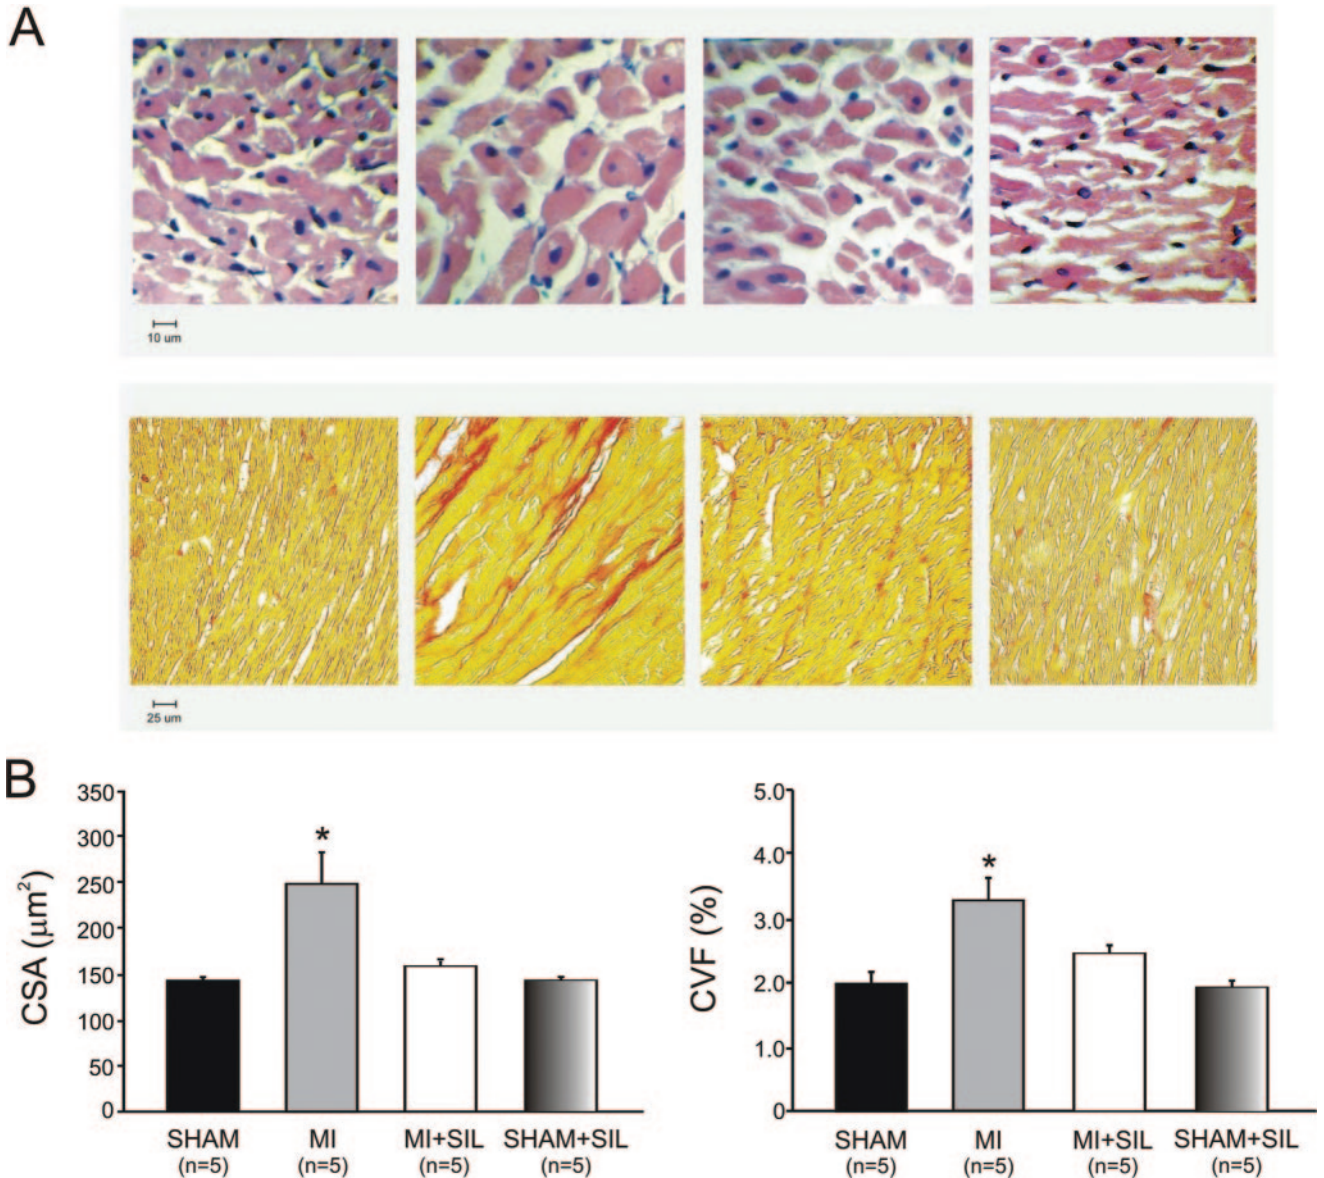 A
10 um
25 um
B
CSA (μm²)
350
300
250
200
150
100
50
0
*
SHAM
(n=5)
MI
(n=5)
MI+SIL
(n=5)
SHAM+SIL
(n=5)
CVF (%)
5.0
4.0
3.0
2.0
1.0
0
*
SHAM
(n=5)
MI
(n=5)
MI+SIL
(n=5)
SHAM+SIL
(n=5)